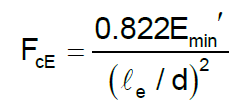 F_cE = 0.822E_min′ / (ℓ_e / d)²